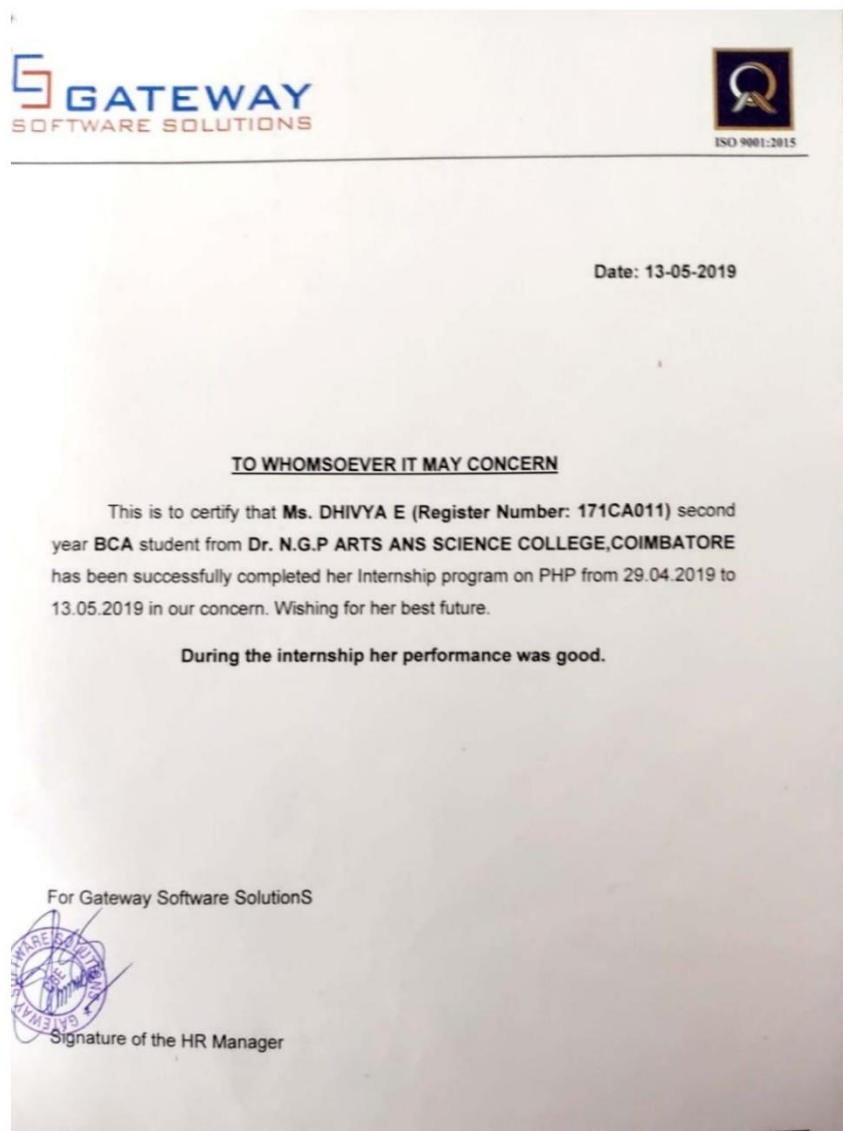 GATEWAY
SOFTWARE SOLUTIONS
ISO 9001:2015
Date: 13-05-2019
TO WHOMSOEVER IT MAY CONCERN
This is to certify that Ms. DHIVYA E (Register Number: 171CA011) second
year BCA student from Dr. N.G.P ARTS ANS SCIENCE COLLEGE,COIMBATORE
has been successfully completed her Internship program on PHP from 29.04.2019 to
13.05.2019 in our concern. Wishing for her best future.
During the internship her performance was good.
For Gateway Software SolutionS
GATEWAY SOFTWARE SOLUTIONS
CBE
Signature of the HR Manager